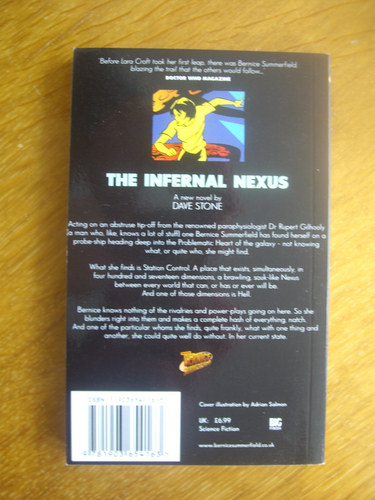 'Before Lara Croft took her first leap, there was Bernice Summerfield,
blazing the trail that the others would follow...'
DOCTOR WHO MAGAZINE
THE INFERNAL NEXUS
A new novel by
DAVE STONE
Acting on an abstruse tip-off from the renowned paraphysiologist Dr Rupert Gilhooly
(a man who, like, knows a lot of stuff) one Bernice Summerfield has found herself on a
probe-ship heading deep into the Problematic Heart of the galaxy - not knowing
what, or quite who, she might find.
What she finds is Station Control. A place that exists, simultaneously, in
four hundred and seventeen dimensions, a brawling, souk-like Nexus
between every world that can, or has or ever will be.
And one of those dimensions is Hell.
Bernice knows nothing of the rivalries and power-plays going on here. So she
blunders right into them and makes a complete hash of everything, natch.
And one of the particular whoms she finds, quite frankly, what with one thing and
another, she could quite well do without. In her current state.
Cover illustration by Adrian Salmon
UK: £6.99
Science Fiction
BIG
www.bernicesummerfield.co.uk